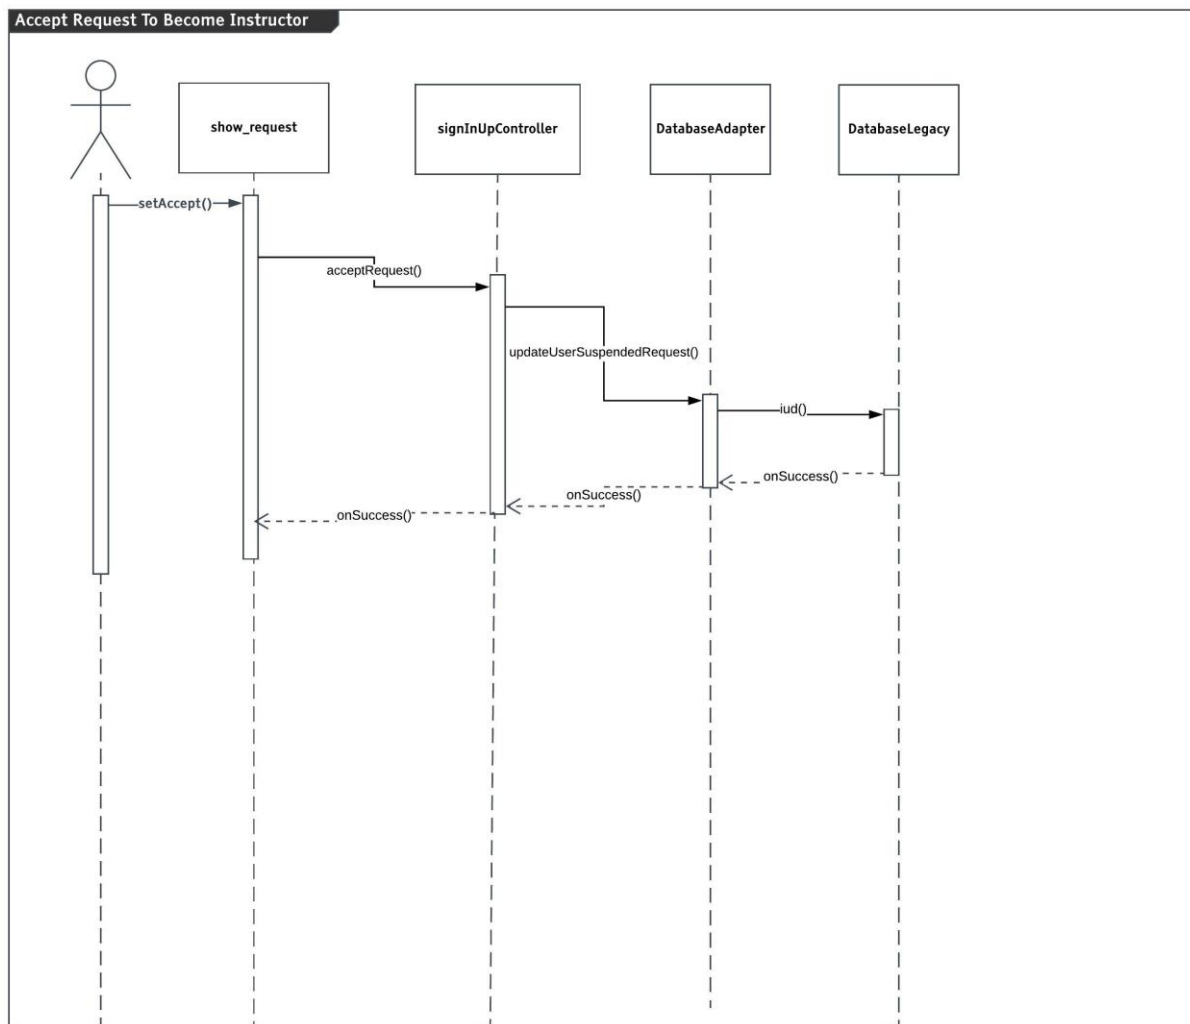 Accept Request To Become Instructor
show_request
signInUpController
DatabaseAdapter
DatabaseLegacy
setAccept()
acceptRequest()
updateUserSuspendedRequest()
iud()
onSuccess()
onSuccess()
onSuccess()